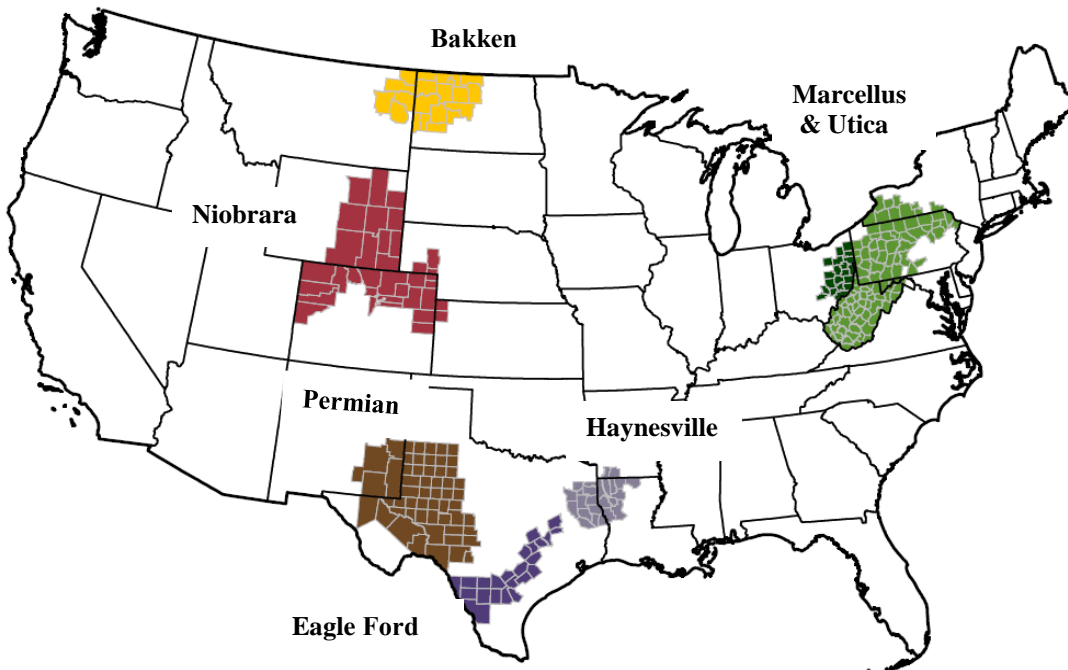 Bakken
Marcellus
& Utica
Niobrara
Permian
Haynesville
Eagle Ford